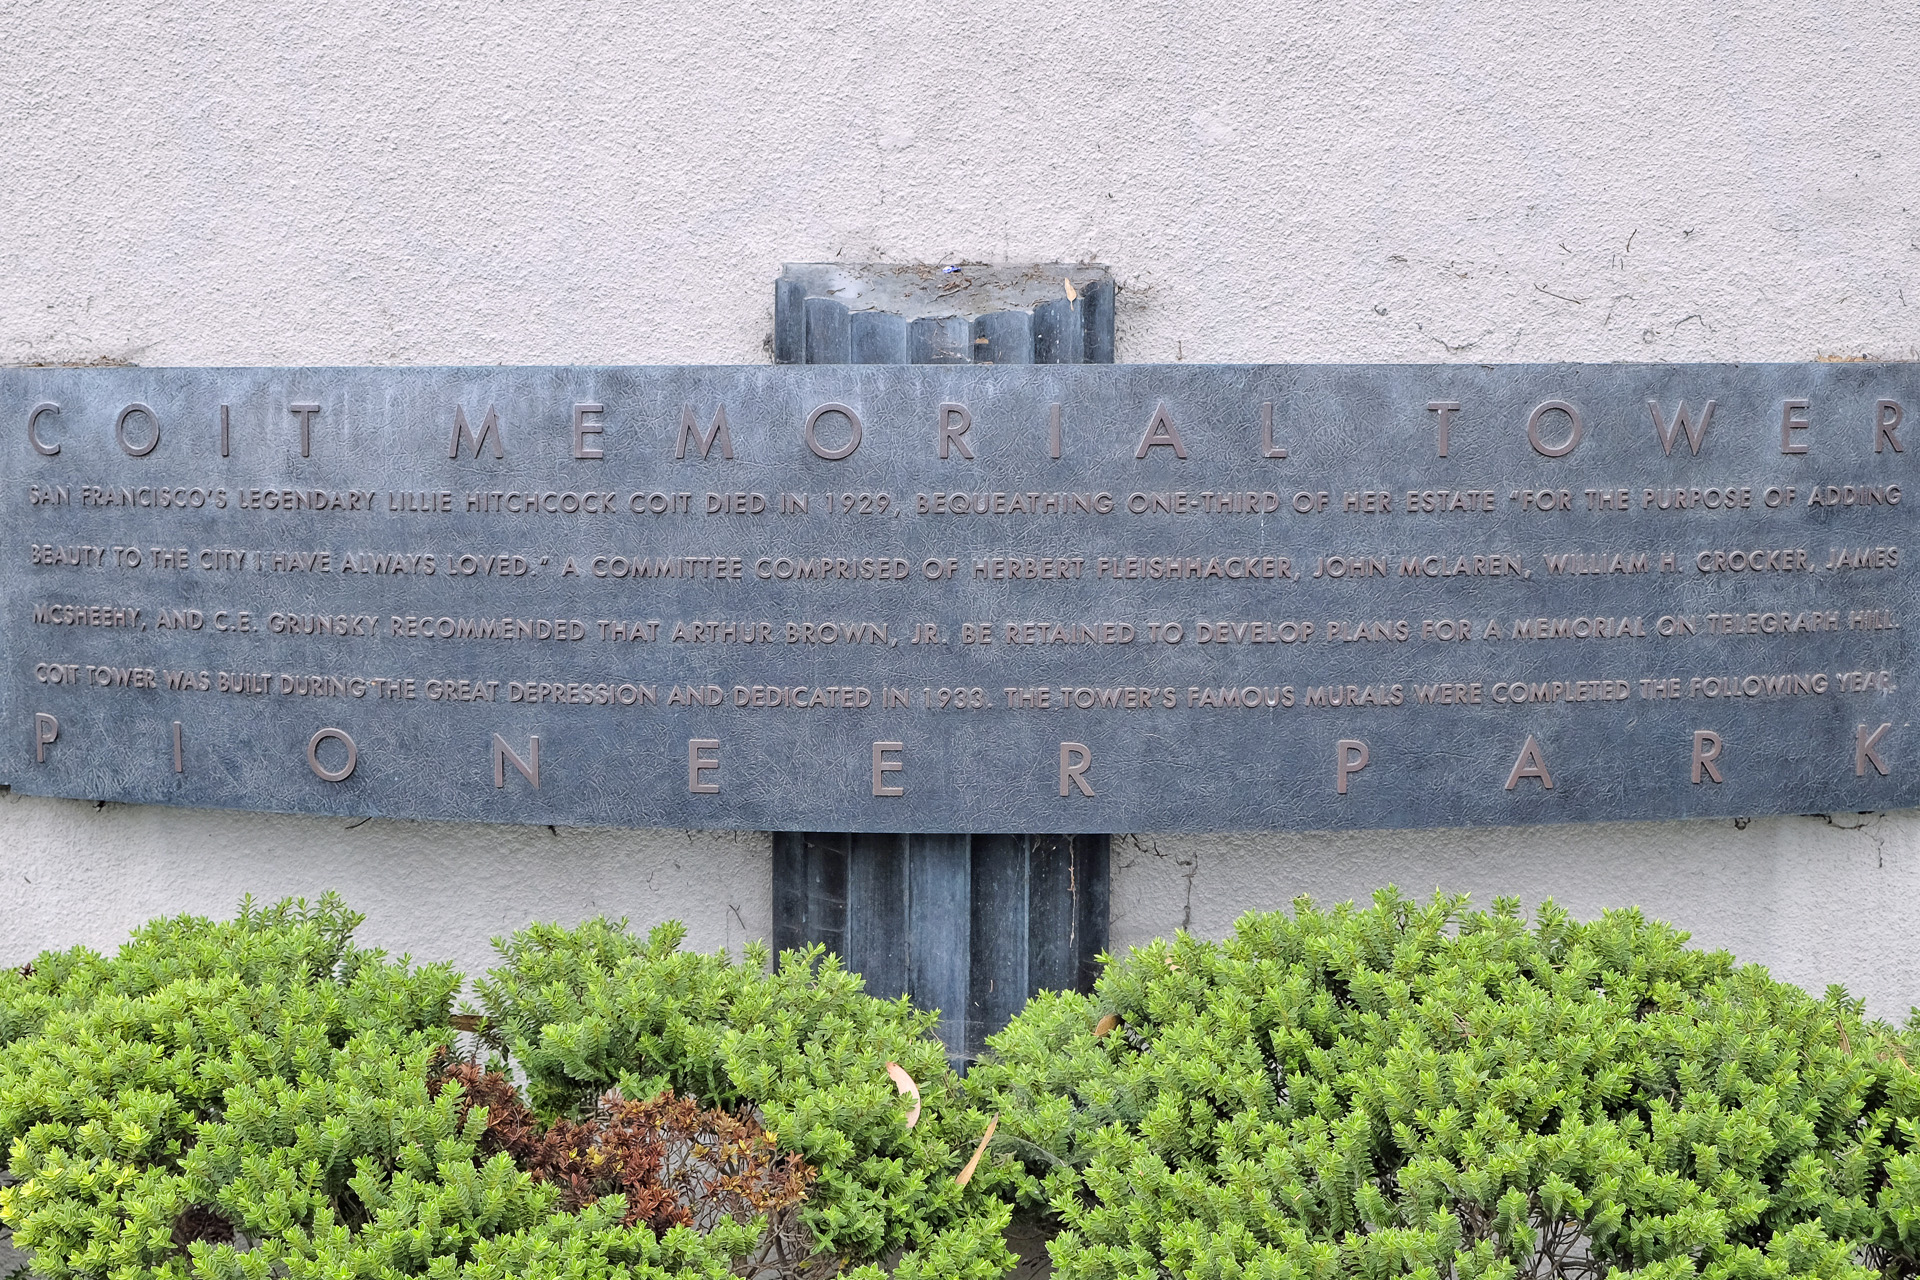 COIT MEMORIAL TOWER
SAN FRANCISCO'S LEGENDARY LILLIE HITCHCOCK COIT DIED IN 1929, BEQUEATHING ONE-THIRD OF HER ESTATE "FOR THE PURPOSE OF ADDING
BEAUTY TO THE CITY I HAVE ALWAYS LOVED." A COMMITTEE COMPRISED OF HERBERT FLEISHHACKER, JOHN MCLAREN, WILLIAM H. CROCKER, JAMES
MCSHEEHY, AND C.E. GRUNSKY RECOMMENDED THAT ARTHUR BROWN, JR. BE RETAINED TO DEVELOP PLANS FOR A MEMORIAL ON TELEGRAPH HILL.
COIT TOWER WAS BUILT DURING THE GREAT DEPRESSION AND DEDICATED IN 1933. THE TOWER'S FAMOUS MURALS WERE COMPLETED THE FOLLOWING YEAR.
PIONEER PARK